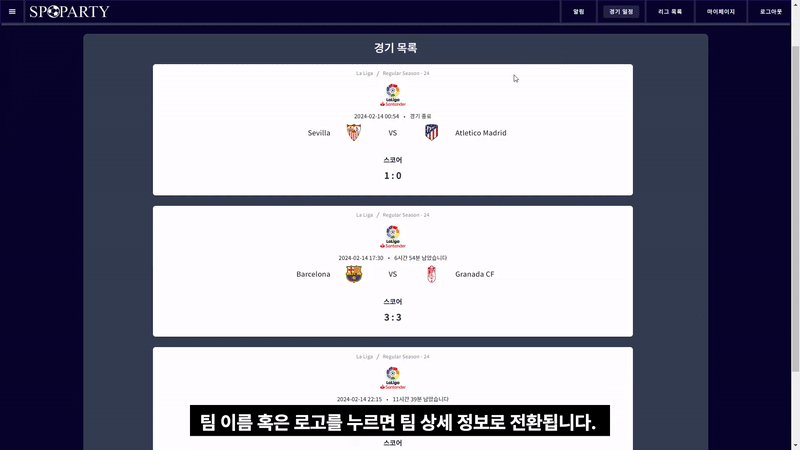 SPOPARTY
알림
경기 일정
리그 목록
마이페이지
로그아웃
경기 목록
La Liga / Regular Season - 24
LaLiga
Santander
2024-02-14 00:54 • 경기 종료
Sevilla VS Atletico Madrid
스코어
1 : 0
La Liga / Regular Season - 24
LaLiga
Santander
2024-02-14 17:30 • 6시간 54분 남았습니다
Barcelona VS Granada CF
스코어
3 : 3
La Liga / Regular Season - 24
LaLiga
Santander
2024-02-14 22:15 • 11시간 39분 남았습니다
팀 이름 혹은 로고를 누르면 팀 상세 정보로 전환됩니다.
스코어